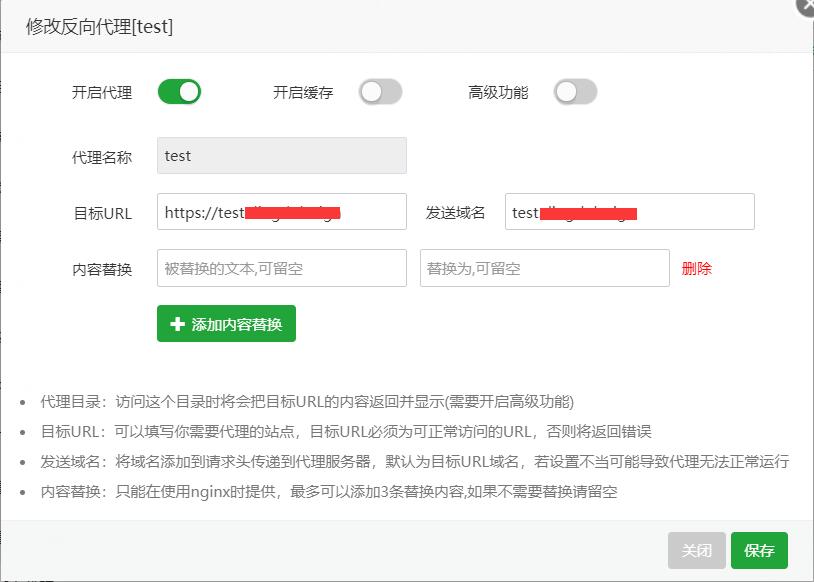 修改反向代理[test]
开启代理 开启缓存 高级功能
代理名称 test
目标URL https://test 发送域名 test
内容替换 被替换的文本,可留空 替换为,可留空 删除
添加内容替换
代理目录：访问这个目录时将会把目标URL的内容返回并显示(需要开启高级功能)
目标URL：可以填写你需要代理的站点，目标URL必须为可正常访问的URL，否则将返回错误
发送域名：将域名添加到请求头传递到代理服务器，默认为目标URL域名，若设置不当可能导致代理无法正常运行
内容替换：只能在使用nginx时提供，最多可以添加3条替换内容,如果不需要替换请留空
关闭 保存